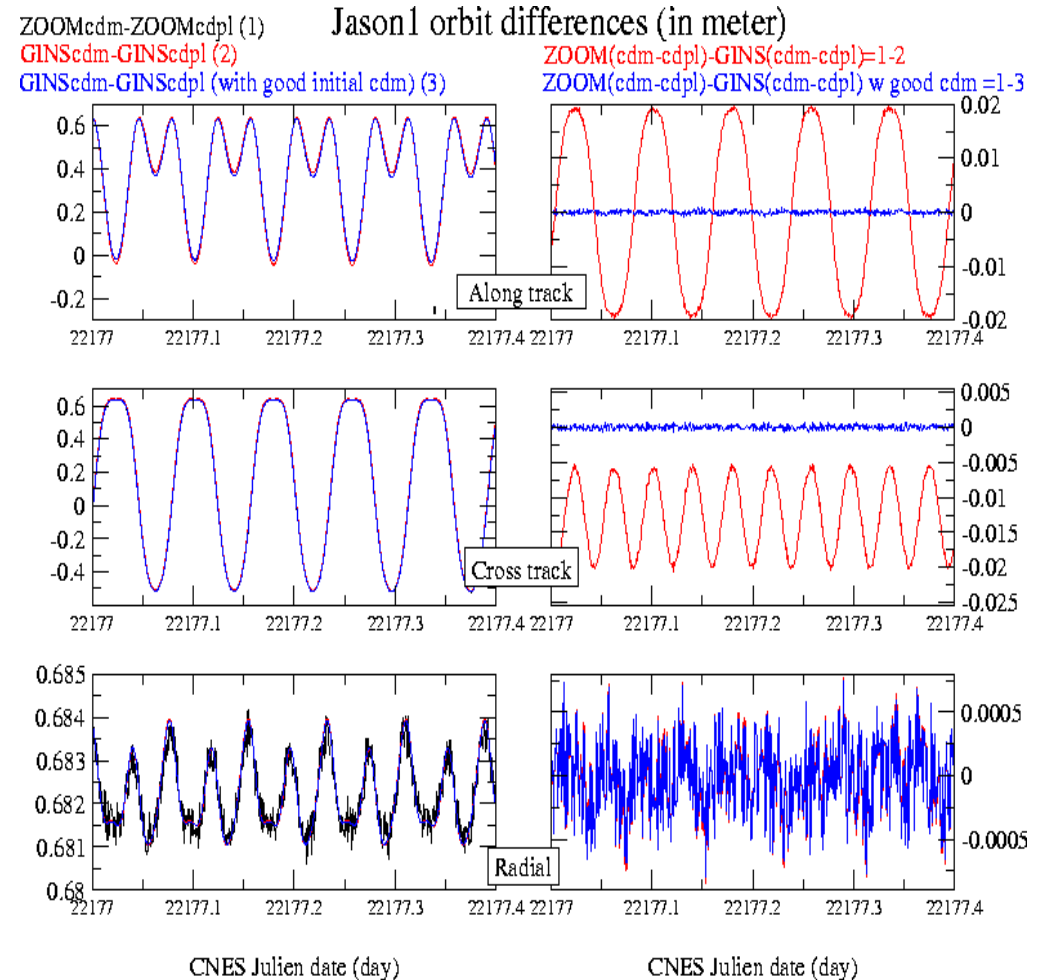 Jason1 orbit differences (in meter)
ZOOMcdm-ZOOMcdpl (1)
GINScdm-GINScdpl (2)
GINScdm-GINScdpl (with good initial cdm) (3)
ZOOM(cdm-cdpl)-GINS(cdm-cdpl)=1-2
ZOOM(cdm-cdpl)-GINS(cdm-cdpl) w good cdm =1-3
0.6
0.4
0.2
0
-0.2
0.02
0.01
0
-0.01
-0.02
Along track
22177 22177.1 22177.2 22177.3 22177.4 22177 22177.1 22177.2 22177.3 22177.4
0.6
0.4
0.2
0
-0.2
-0.4
0.005
0
-0.005
-0.01
-0.015
-0.02
-0.025
Cross track
22177 22177.1 22177.2 22177.3 22177.4 22177 22177.1 22177.2 22177.3 22177.4
0.685
0.684
0.683
0.682
0.681
0.68
0.0005
0
-0.0005
Radial
22177 22177.1 22177.2 22177.3 22177.4 22177 22177.1 22177.2 22177.3 22177.4
CNES Julien date (day)
CNES Julien date (day)